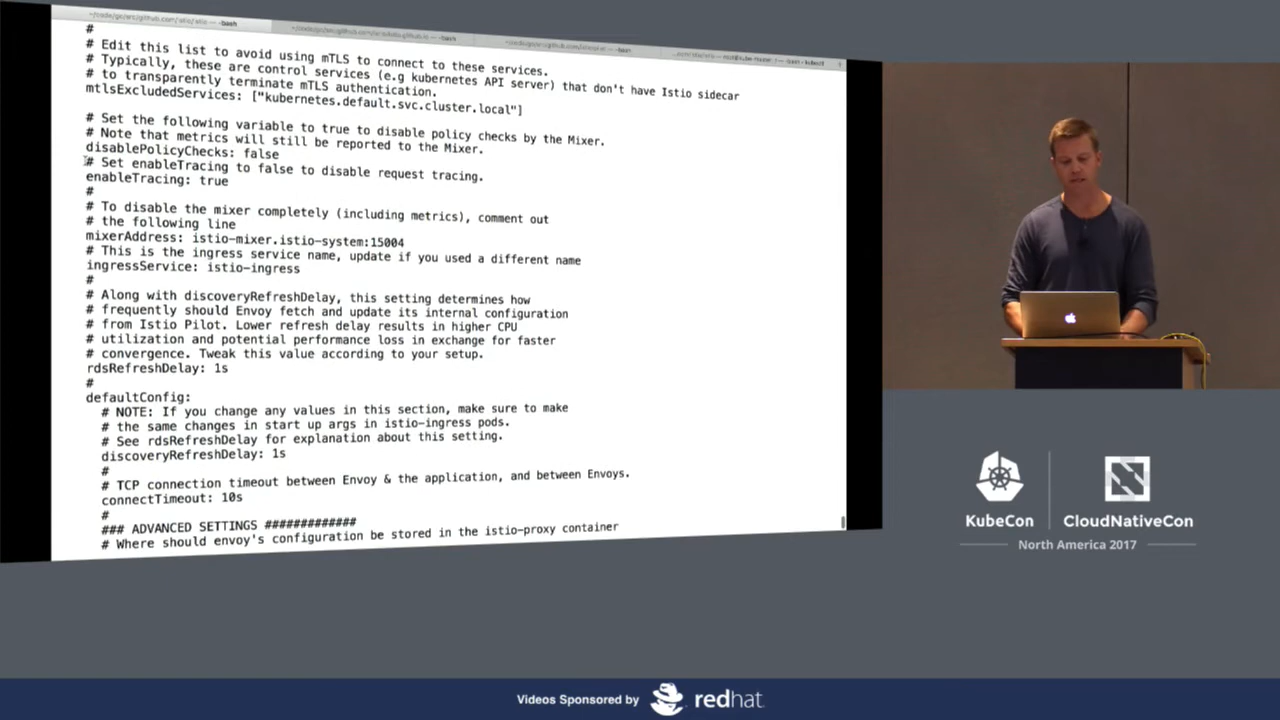 ~/code/go/src/github.com/istio/istio — -bash
#
# Edit this list to avoid using mTLS to connect to these services.
# Typically, these are control services (e.g kubernetes API server) that don't have Istio sidecar
# to transparently terminate mTLS authentication.
mtlsExcludedServices: ["kubernetes.default.svc.cluster.local"]
# Set the following variable to true to disable policy checks by the Mixer.
# Note that metrics will still be reported to the Mixer.
disablePolicyChecks: false
# Set enableTracing to false to disable request tracing.
enableTracing: true
#
# To disable the mixer completely (including metrics), comment out
# the following line
mixerAddress: istio-mixer.istio-system:15004
# This is the ingress service name, update if you used a different name
ingressService: istio-ingress
#
# Along with discoveryRefreshDelay, this setting determines how
# frequently should Envoy fetch and update its internal configuration
# from Istio Pilot. Lower refresh delay results in higher CPU
# utilization and potential performance loss in exchange for faster
# convergence. Tweak this value according to your setup.
rdsRefreshDelay: 1s
#
defaultConfig:
# NOTE: If you change any values in this section, make sure to make
# the same changes in start up args in istio-ingress pods.
# See rdsRefreshDelay for explanation about this setting.
discoveryRefreshDelay: 1s
#
# TCP connection timeout between Envoy & the application, and between Envoys.
connectTimeout: 10s
#
### ADVANCED SETTINGS #############
# Where should envoy's configuration be stored in the istio-proxy container
KubeCon
CloudNativeCon
North America 2017
Videos Sponsored by
redhat